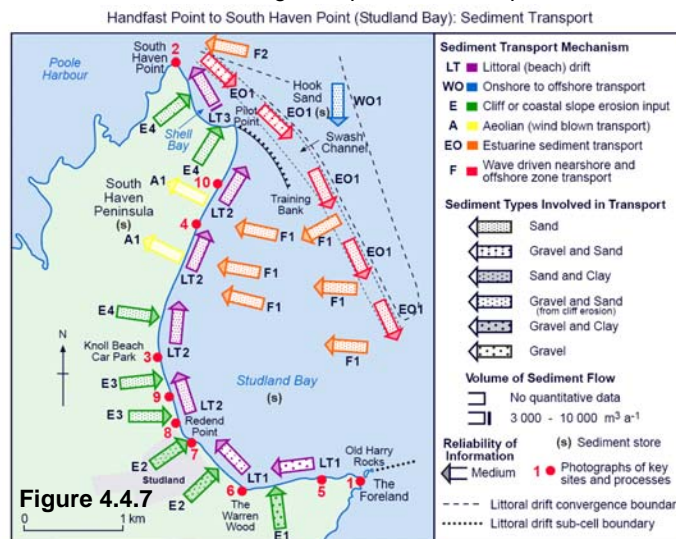 Handfast Point to South Haven Point (Studland Bay): Sediment Transport
South
Haven
Point
2
Poole
Harbour
F2
EO1
Hook
Sand
WO1
EO1 (s)
Shell
Bay
LT3
Pilot
Point
Swash
Channel
E4
E4
EO1
A1
10
Training
Bank
South
Haven
Peninsula
(s)
LT2
4
F1
F1
EO1
A1
LT2
F1
F1
F1
EO1
E4
N
Knoll Beach
Car Park
3
LT2
F1
E3
Studland Bay
(s)
9
LT2
E3
8
Redend
Point
7
Old Harry
Rocks
Studland
E2
LT1
LT1
1
The
Foreland
E2
6
5
The
Warren
Wood
E1
Figure 4.4.7
0
1 km
Sediment Transport Mechanism
LT Littoral (beach) drift
WO Onshore to offshore transport
E Cliff or coastal slope erosion input
A Aeolian (wind blown transport)
EO Estuarine sediment transport
F Wave driven nearshore and
offshore zone transport
Sediment Types Involved in Transport
Sand
Gravel and Sand
Sand and Clay
Gravel and Sand
(from cliff erosion)
Gravel and Clay
Gravel
Volume of Sediment Flow
No quantitative data
3 000 - 10 000 m³ a⁻¹
Reliability of
Information
Medium
(s) Sediment store
1 Photographs of key
sites and processes
Littoral drift convergence boundar
Littoral drift sub-cell boundary